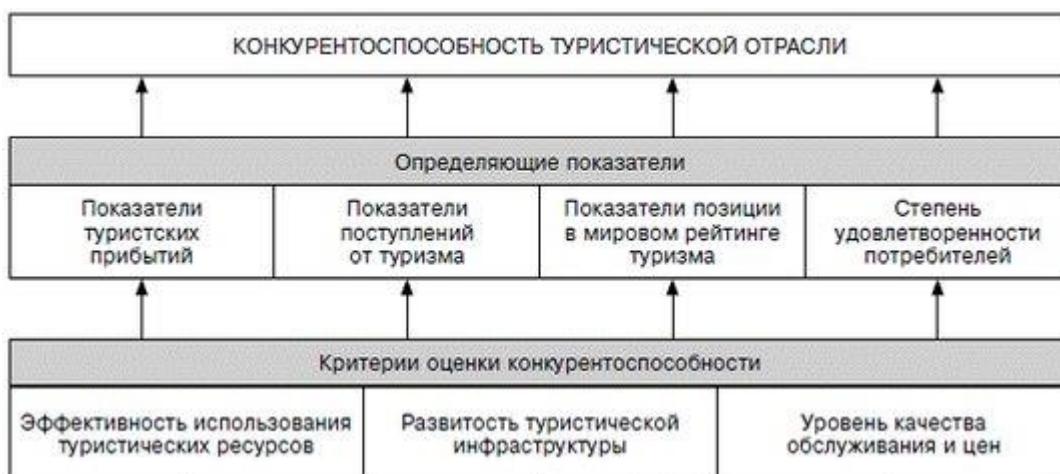 КОНКУРЕНТОСПОСОБНОСТЬ ТУРИСТИЧЕСКОЙ ОТРАСЛИ
Определяющие показатели
Показатели
туристских
прибытий
Показатели
поступлений
от туризма
Показатели позиции
в мировом рейтинге
туризма
Степень
удовлетворенности
потребителей
Критерии оценки конкурентоспособности
Эффективность использования
туристических ресурсов
Развитость туристической
инфраструктуры
Уровень качества
обслуживания и цен